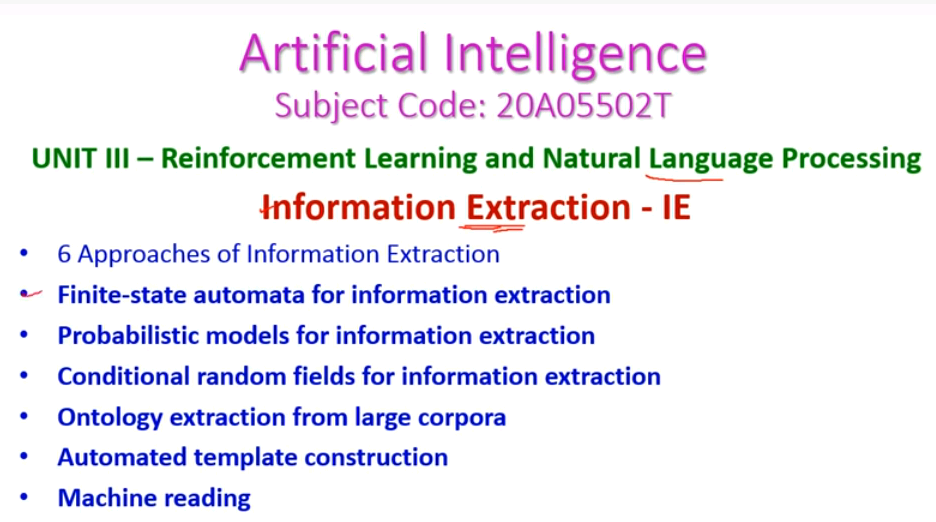 Artificial Intelligence
Subject Code: 20A05502T
UNIT III – Reinforcement Learning and Natural Language Processing
Information Extraction - IE
• 6 Approaches of Information Extraction
• Finite-state automata for information extraction
• Probabilistic models for information extraction
• Conditional random fields for information extraction
• Ontology extraction from large corpora
• Automated template construction
• Machine reading